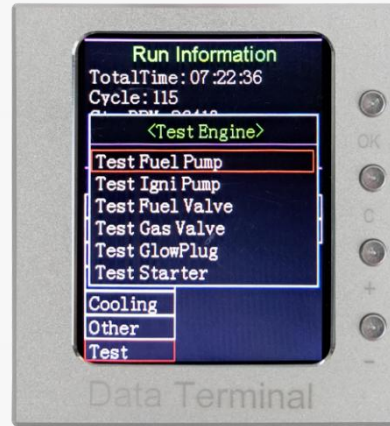 Run Information
TotalTime: 07:22:36
Cycle: 115
<Test Engine>
Test Fuel Pump
Test Igni Pump
Test Fuel Valve
Test Gas Valve
Test GlowPlug
Test Starter
Cooling
Other
Test
OK
C
+
-
Data Terminal